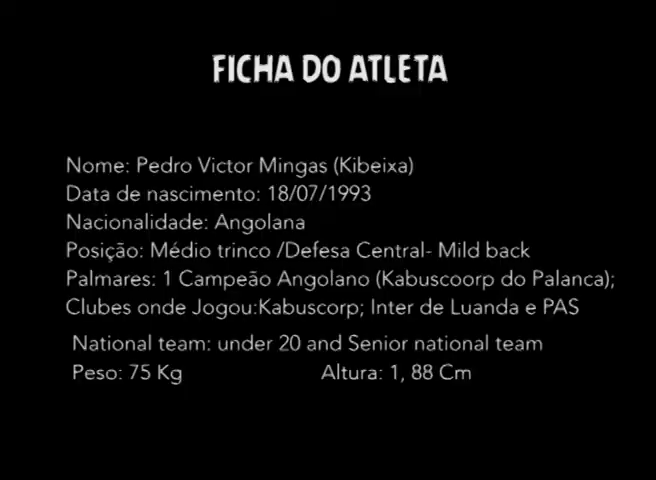 FICHA DO ATLETA
Nome: Pedro Victor Mingas (Kibeixa)
Data de nascimento: 18/07/1993
Nacionalidade: Angolana
Posição: Médio trinco /Defesa Central- Mild back
Palmares: 1 Campeão Angolano (Kabuscoorp do Palanca);
Clubes onde Jogou:Kabuscorp; Inter de Luanda e PAS
National team: under 20 and Senior national team
Peso: 75 Kg Altura: 1, 88 Cm